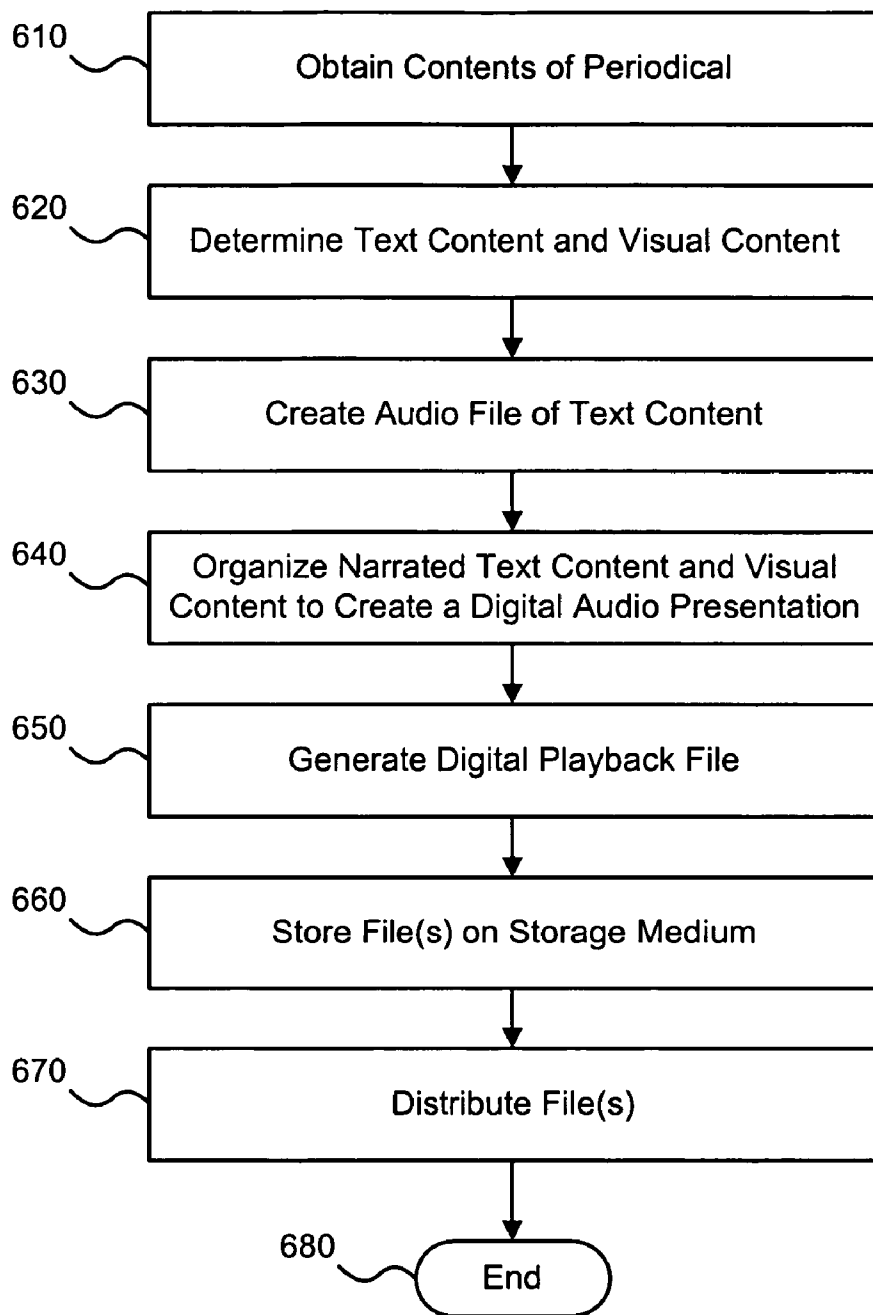 610
Obtain Contents of Periodical
620
Determine Text Content and Visual Content
630
Create Audio File of Text Content
640
Organize Narrated Text Content and Visual
Content to Create a Digital Audio Presentation
650
Generate Digital Playback File
660
Store File(s) on Storage Medium
670
Distribute File(s)
680
End